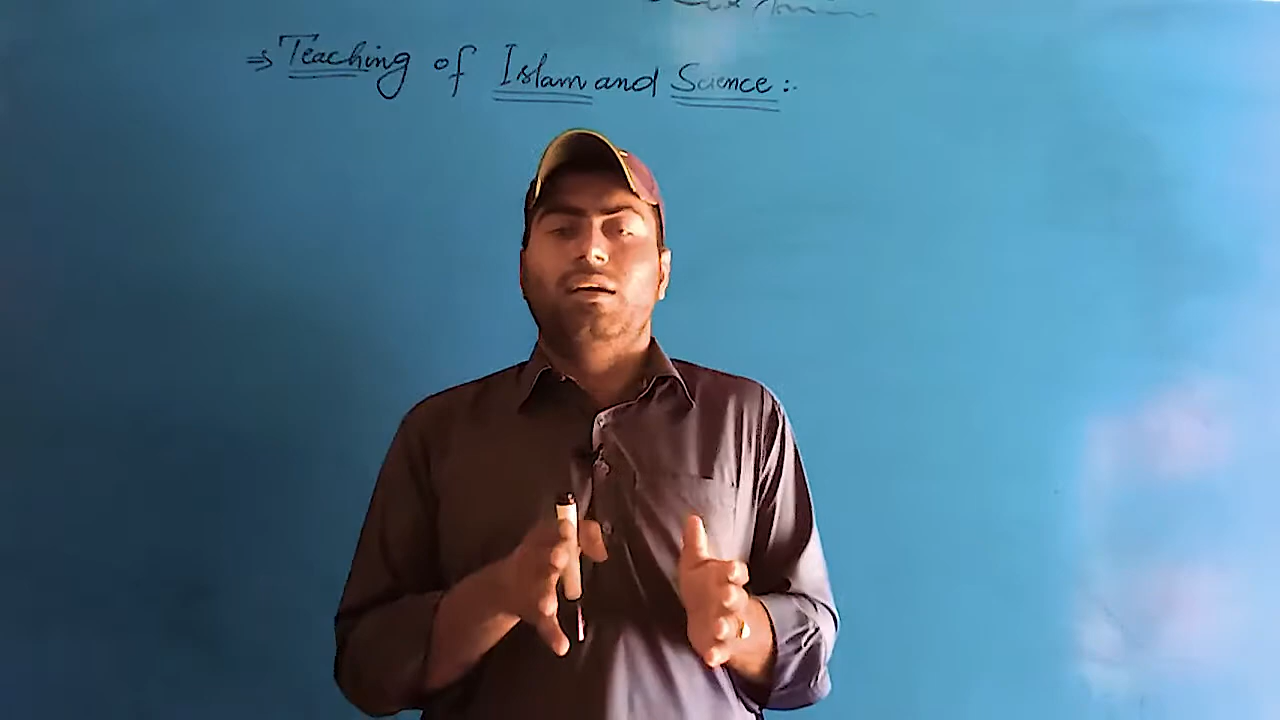 ⇒ Teaching of Islam and Science :-